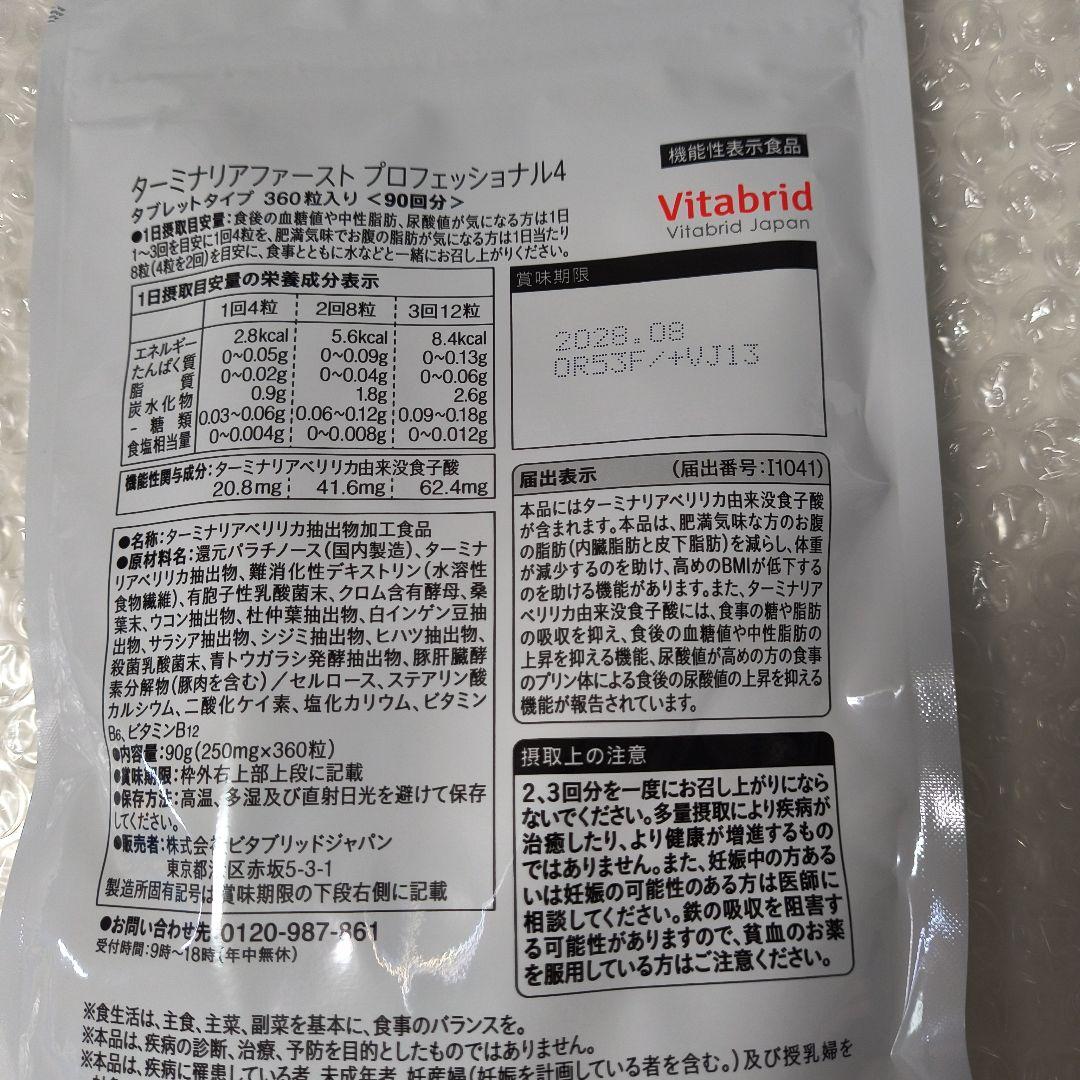 機能性表示食品
Vitabrid
Vitabrid Japan
ターミナリアファースト プロフェッショナル4
タブレットタイプ 360粒入り <90回分>
●1日摂取目安量:食後の血糖値や中性脂肪、尿酸値が気になる方は1日
1~3回を目安に1回4粒を、肥満気味でお腹の脂肪が気になる方は1日当たり
8粒(4粒を2回)を目安に、食事とともに水などと一緒にお召し上がりください。
1日摂取目安量の栄養成分表示
1回4粒 2回8粒 3回12粒
エネルギー 2.8kcal 5.6kcal 8.4kcal
たんぱく質 0~0.05g 0~0.09g 0~0.13g
脂質 0~0.02g 0~0.04g 0~0.06g
炭水化物 0.9g 1.8g 2.6g
- 糖類 0.03~0.06g 0.06~0.12g 0.09~0.18g
食塩相当量 0~0.004g 0~0.008g 0~0.012g
機能性関与成分:ターミナリアベリリカ由来没食子酸
20.8mg 41.6mg 62.4mg
●名称:ターミナリアベリリカ抽出物加工食品
●原材料名:還元パラチノース(国内製造)、ターミナ
リアベリリカ抽出物、難消化性デキストリン(水溶性
食物繊維)、有胞子性乳酸菌末、クロム含有酵母、桑
葉末、ウコン抽出物、杜仲葉抽出物、白インゲン豆抽
出物、サラシア抽出物、シジミ抽出物、ヒハツ抽出物、
殺菌乳酸菌末、青トウガラシ発酵抽出物、豚肝臓酵
素分解物(豚肉を含む)/セルロース、ステアリン酸
カルシウム、二酸化ケイ素、塩化カリウム、ビタミン
B6、ビタミンB12
●内容量:90g(250mg×360粒)
●賞味期限:枠外右上部上段に記載
●保存方法:高温、多湿及び直射日光を避けて保存
してください。
●販売者:株式会社ビタブリッドジャパン
東京都港区赤坂5-3-1
製造所固有記号は賞味期限の下段右側に記載
●お問い合わせ先 0120-987-861
受付時間:9時~18時(年中無休)
賞味期限
2028.08
0R53F/+VJ13
届出表示 (届出番号:I1041)
本品にはターミナリアベリリカ由来没食子酸
が含まれます。本品は、肥満気味な方のお腹
の脂肪(内臓脂肪と皮下脂肪)を減らし、体重
が減少するのを助け、高めのBMIが低下する
のを助ける機能があります。また、ターミナリア
ベリリカ由来没食子酸には、食事の糖や脂肪
の吸収を抑え、食後の血糖値や中性脂肪の
上昇を抑える機能、尿酸値が高めの方の食事
のプリン体による食後の尿酸値の上昇を抑える
機能が報告されています。
摂取上の注意
2、3回分を一度にお召し上がりになら
ないでください。多量摂取により疾病が
治癒したり、より健康が増進するもの
ではありません。また、妊娠中の方ある
いは妊娠の可能性のある方は医師に
相談してください。鉄の吸収を阻害す
る可能性がありますので、貧血のお薬
を服用している方はご注意ください。
※食生活は、主食、主菜、副菜を基本に、食事のバランスを。
※本品は、疾病の診断、治療、予防を目的としたものではありません。
※本品は、疾病に罹患している者、未成年者、妊産婦(妊娠を計画している者を含む。)及び授乳婦を